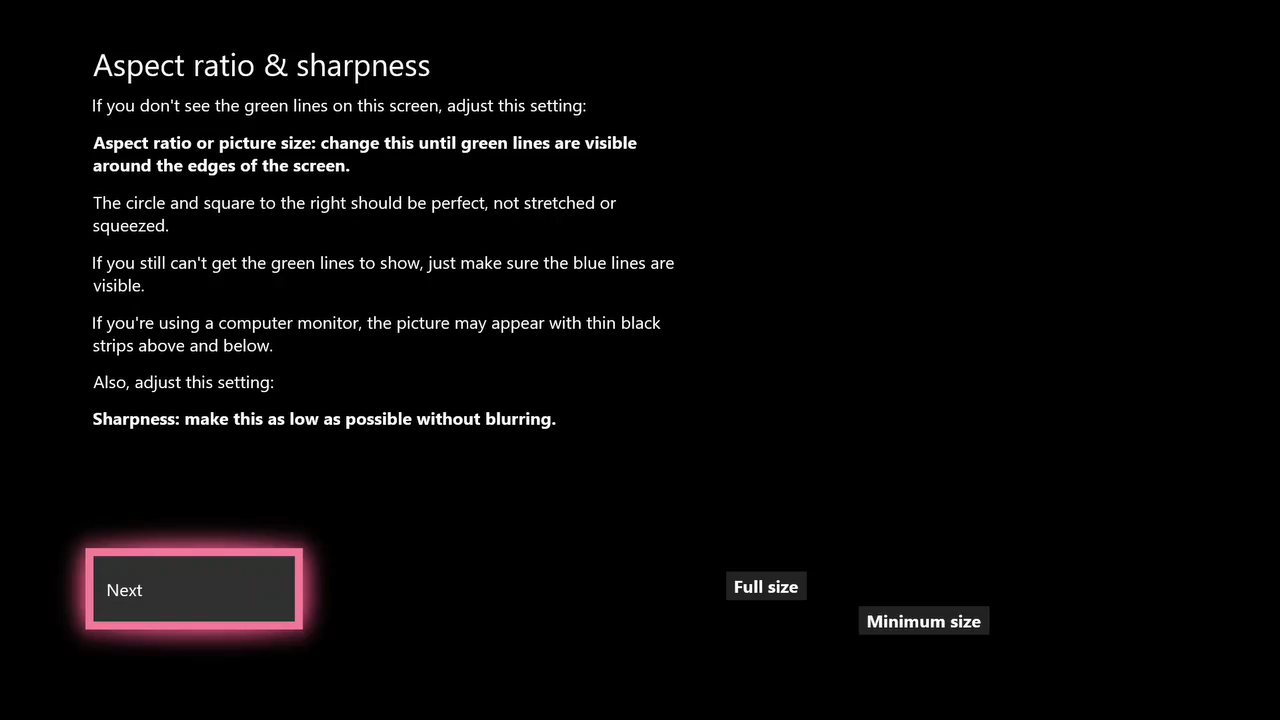 Aspect ratio & sharpness
If you don't see the green lines on this screen, adjust this setting:
Aspect ratio or picture size: change this until green lines are visible
around the edges of the screen.
The circle and square to the right should be perfect, not stretched or
squeezed.
If you still can't get the green lines to show, just make sure the blue lines are
visible.
If you're using a computer monitor, the picture may appear with thin black
strips above and below.
Also, adjust this setting:
Sharpness: make this as low as possible without blurring.
Next
Full size
Minimum size